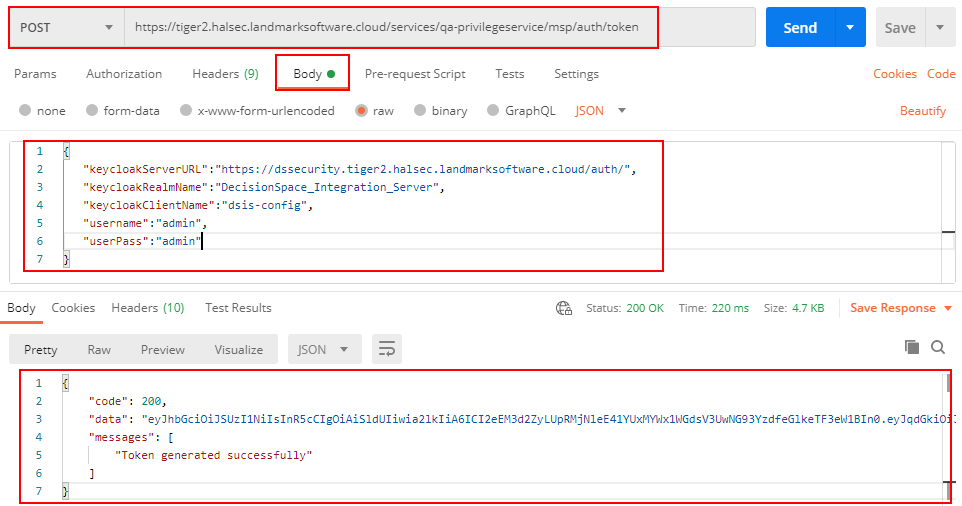 POST https://tiger2.halsec.landmarksoftware.cloud/services/qa-privilegeservice/msp/auth/token Send Save
Params Authorization Headers (9) Body Pre-request Script Tests Settings Cookies Code
none form-data x-www-form-urlencoded raw binary GraphQL JSON Beautify
1 {
2 "keycloakServerURL":"https://dssecurity.tiger2.halsec.landmarksoftware.cloud/auth/",
3 "keycloakRealmName":"DecisionSpace_Integration_Server",
4 "keycloakClientName":"dsis-config",
5 "username":"admin",
6 "userPass":"admin"
7 }
Body Cookies Headers (10) Test Results Status: 200 OK Time: 220 ms Size: 4.7 KB Save Response
Pretty Raw Preview Visualize JSON
1 {
2 "code": 200,
3 "data":
4 "messages": [
5 "Token generated successfully"
6 ]
7 }